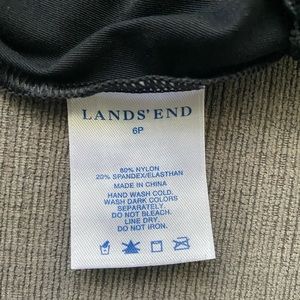 LANDS' END
6P
80% NYLON
20% SPANDEX/ELASTHAN
MADE IN CHINA
HAND WASH COLD.
WASH DARK COLORS
SEPARATELY.
DO NOT BLEACH.
LINE DRY.
DO NOT IRON.